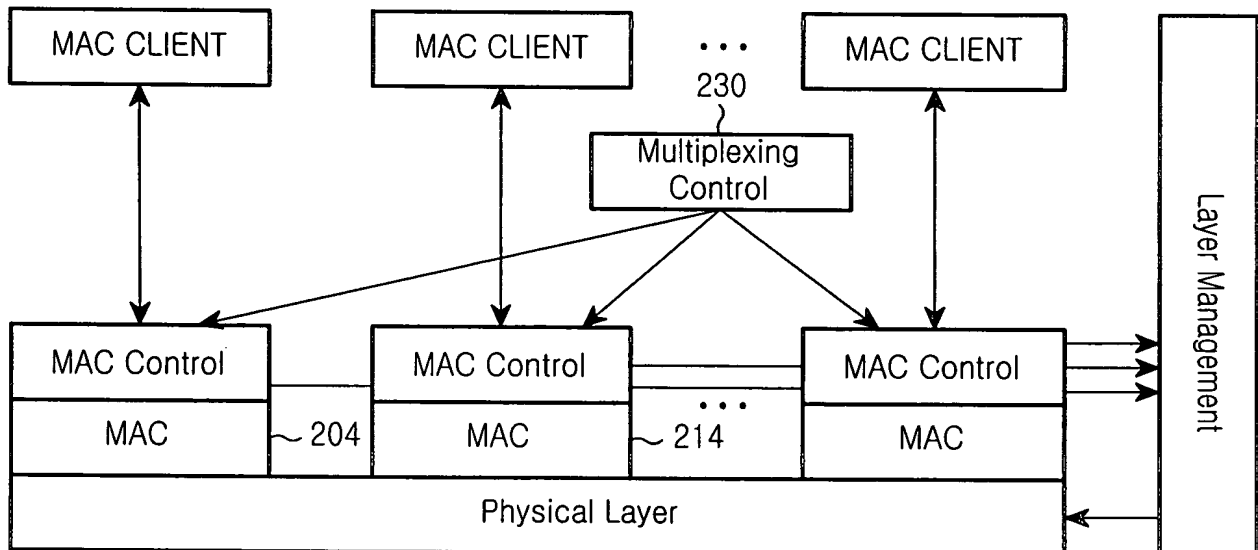 MAC CLIENT
MAC CLIENT
...
MAC CLIENT
230
Multiplexing
Control
Layer Management
MAC Control
MAC Control
MAC Control
...
MAC
204
MAC
214
MAC
Physical Layer